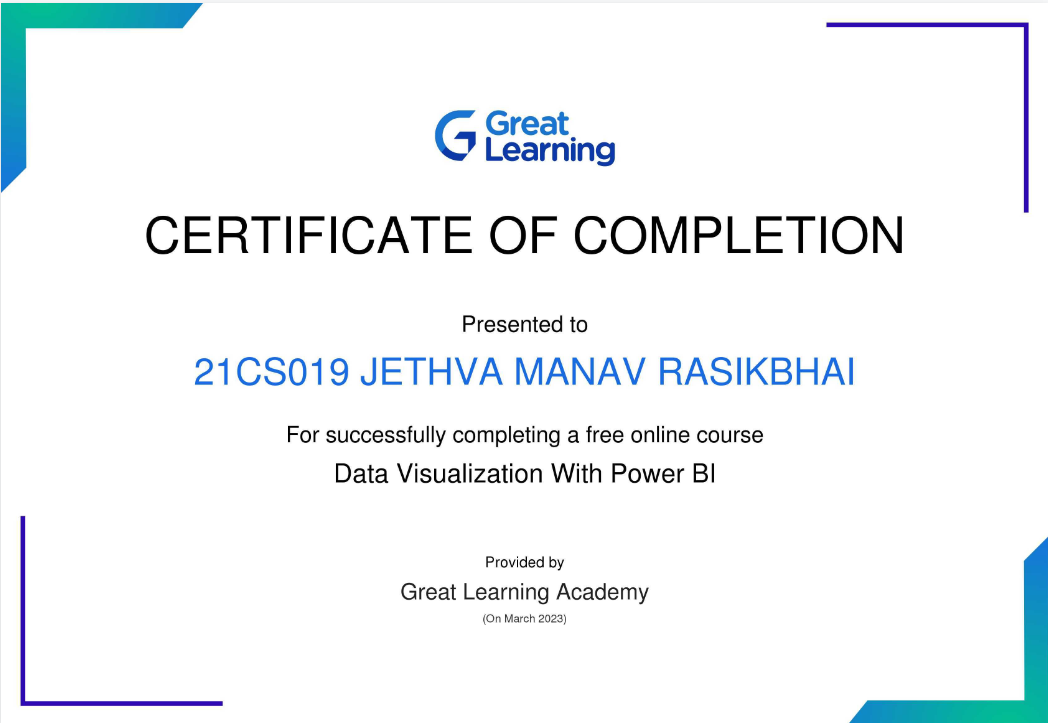 Great
Learning
CERTIFICATE OF COMPLETION
Presented to
21CS019 JETHVA MANAV RASIKBHAI
For successfully completing a free online course
Data Visualization With Power BI
Provided by
Great Learning Academy
(On March 2023)